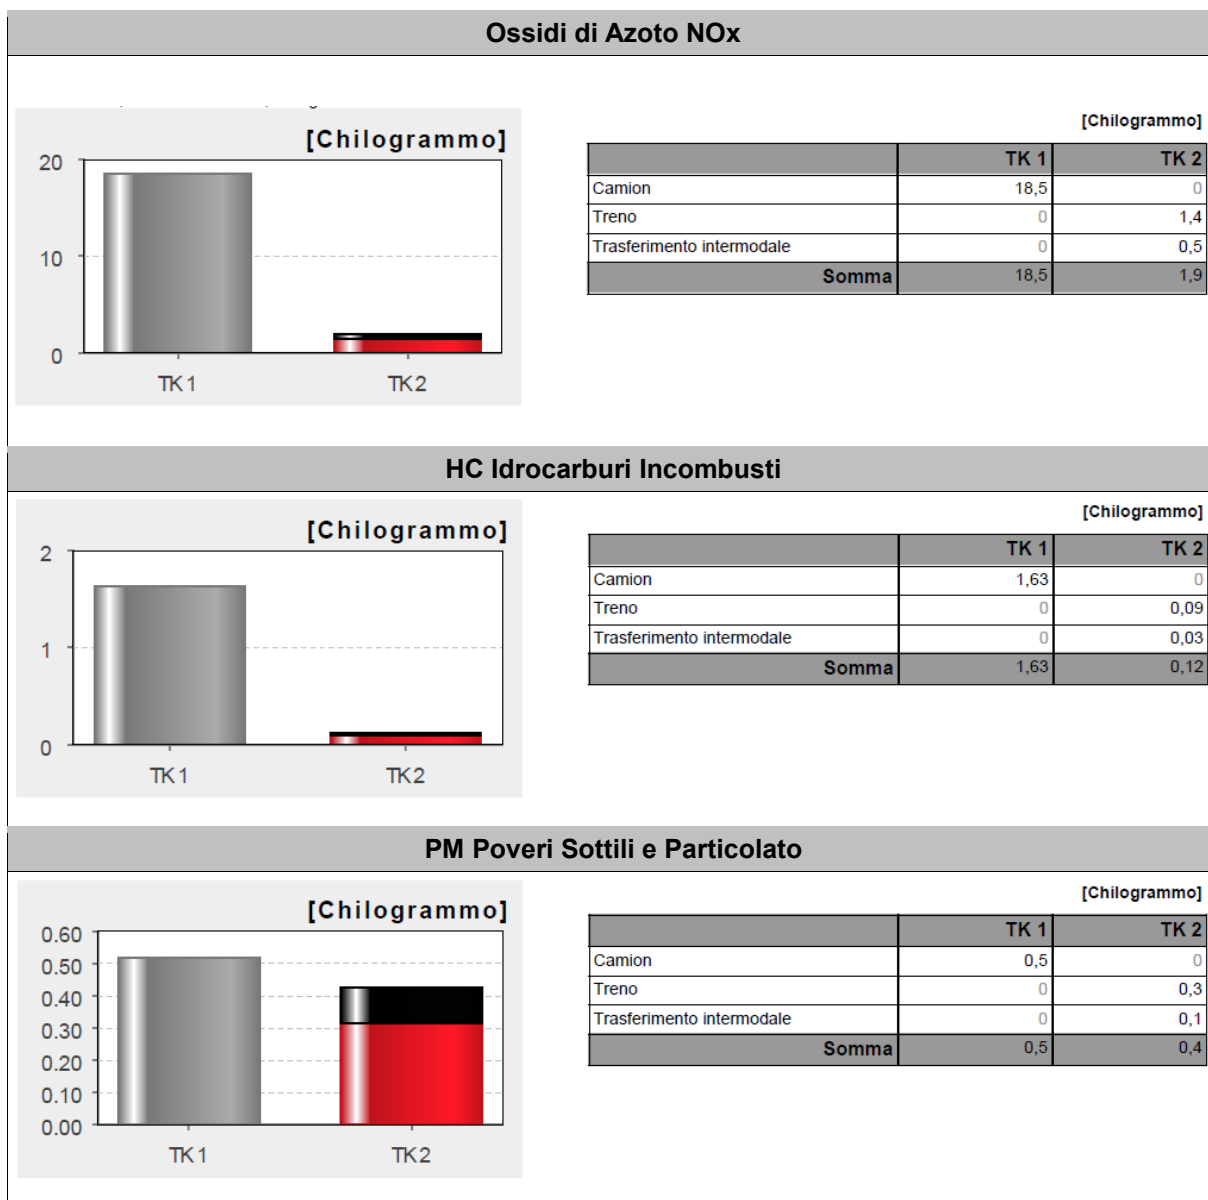 Ossidi di Azoto NOx
[Chilogrammo]
20
10
0
TK1
TK2
[Chilogrammo]
TK 1 TK 2
Camion 18,5 0
Treno 0 1,4
Trasferimento intermodale 0 0,5
Somma 18,5 1,9
HC Idrocarburi Incombusti
[Chilogrammo]
2
1
0
TK1
TK2
[Chilogrammo]
TK 1 TK 2
Camion 1,63 0
Treno 0 0,09
Trasferimento intermodale 0 0,03
Somma 1,63 0,12
PM Poveri Sottili e Particolato
[Chilogrammo]
0.60
0.50
0.40
0.30
0.20
0.10
0.00
TK1
TK2
[Chilogrammo]
TK 1 TK 2
Camion 0,5 0
Treno 0 0,3
Trasferimento intermodale 0 0,1
Somma 0,5 0,4